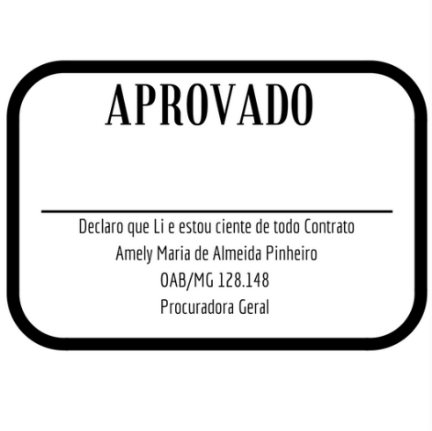 APROVADO
Declaro que Li e estou ciente de todo Contrato
Amely Maria de Almeida Pinheiro
OAB/MG 128.148
Procuradora Geral